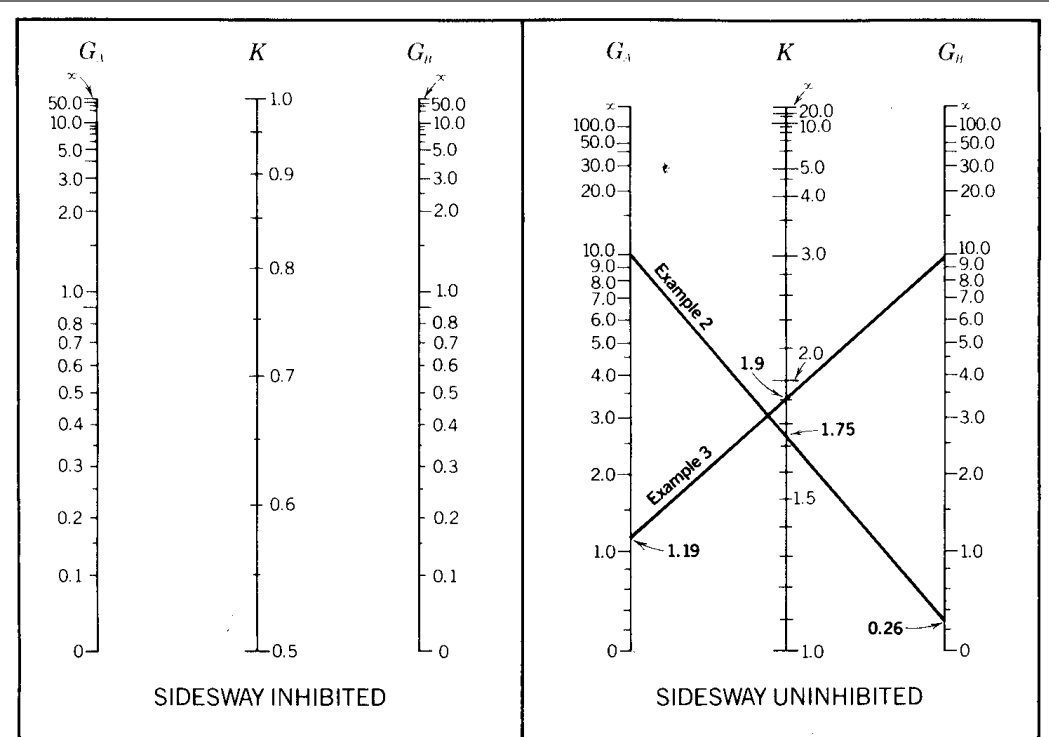 G_A K G_B
∝ ∝
50.0 1.0 50.0
10.0 10.0
5.0 0.9 5.0
3.0 3.0
2.0 2.0
0.8
1.0 1.0
0.8 0.8
0.7 0.7 0.7
0.6 0.6
0.5 0.5
0.4 0.4
0.3 0.3
0.2 0.6 0.2
0.1 0.1
0 0.5 0
SIDESWAY INHIBITED
G_A K G_B
∝ ∝ ∝
100.0 20.0 100.0
50.0 10.0 50.0
30.0 5.0 30.0
20.0 4.0 20.0
10.0 3.0 10.0
9.0 9.0
8.0 8.0
7.0 7.0
6.0 6.0
5.0 5.0
4.0 2.0 4.0
3.0 3.0
2.0 2.0
1.5
1.0 1.0
0 1.0 0
Example 2
1.9
1.75
Example 3
1.19
0.26
SIDESWAY UNINHIBITED